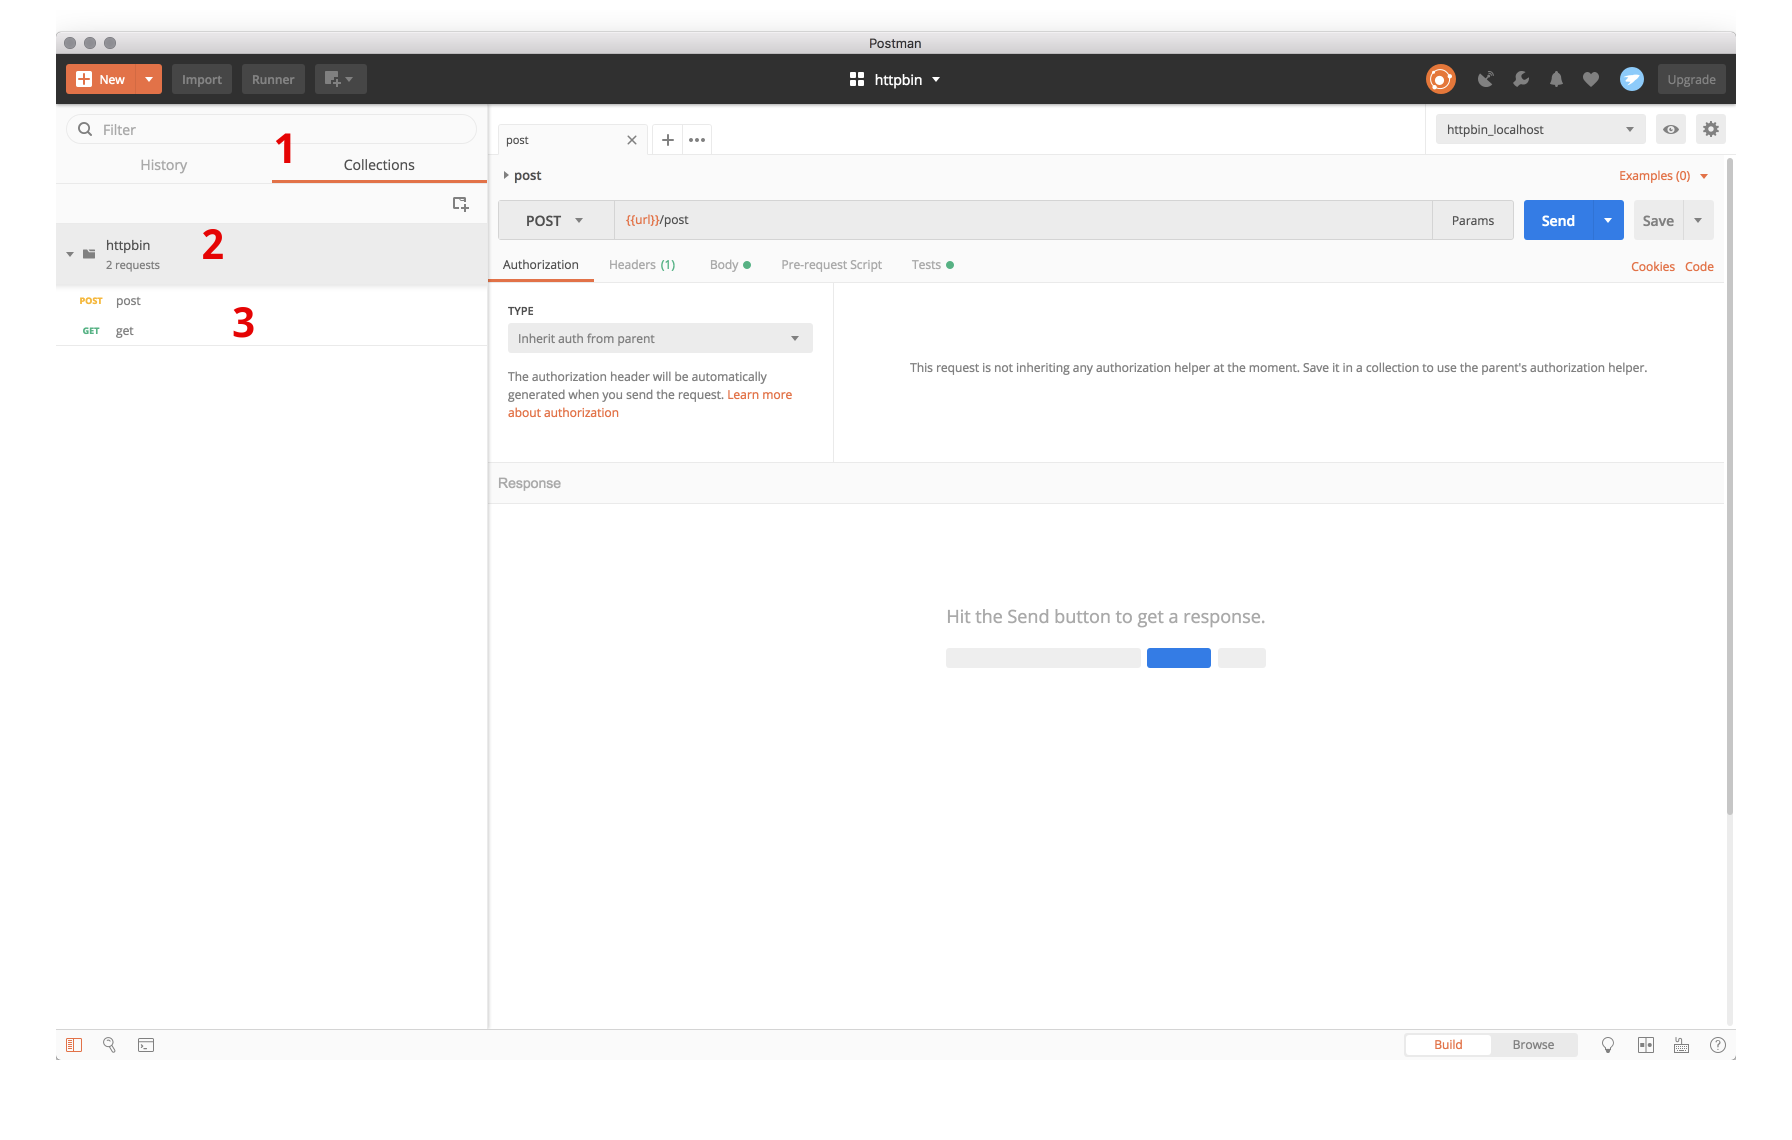 Postman
New
Import
Runner
httpbin
Upgrade
Filter
1
History
Collections
httpbin
2 requests
2
POST post
GET get
3
post
httpbin_localhost
post
Examples (0)
POST
{{url}}/post
Params
Send
Save
Authorization
Headers (1)
Body
Pre-request Script
Tests
Cookies
Code
TYPE
Inherit auth from parent
The authorization header will be automatically
generated when you send the request. Learn more
about authorization
This request is not inheriting any authorization helper at the moment. Save it in a collection to use the parent's authorization helper.
Response
Hit the Send button to get a response.
Build
Browse